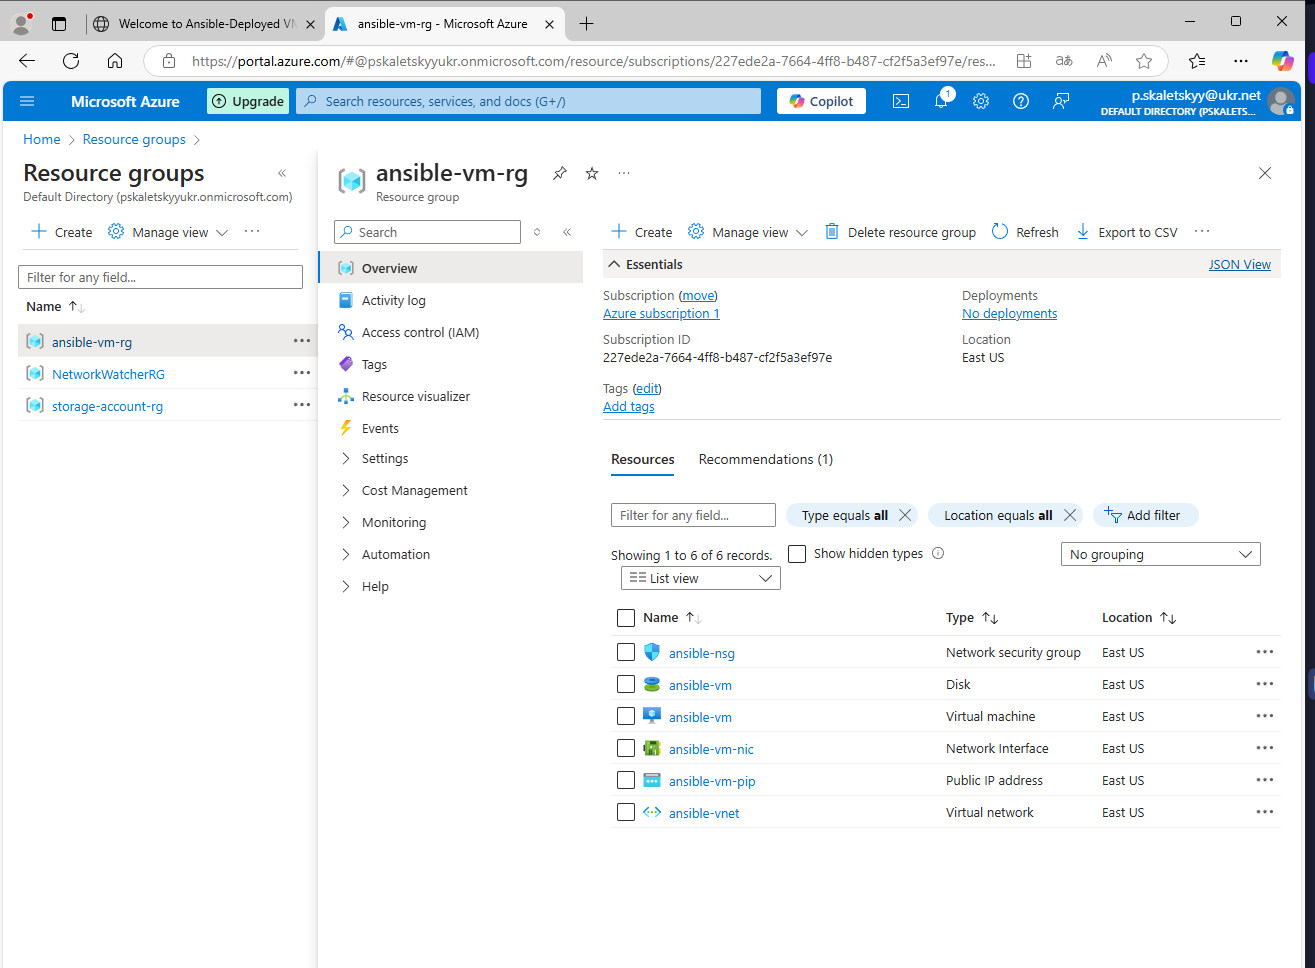 Welcome to Ansible-Deployed VM
ansible-vm-rg - Microsoft Azure
https://portal.azure.com/#@pskaletskyyukr.onmicrosoft.com/resource/subscriptions/227ede2a-7664-4ff8-b487-cf2f5a3ef97e/res...
Microsoft Azure
Upgrade
Search resources, services, and docs (G+/)
Copilot
1
p.skaletskyy@ukr.net
DEFAULT DIRECTORY (PSKALETS...
Home > Resource groups >
Resource groups
Default Directory (pskaletskyyukr.onmicrosoft.com)
Create
Manage view
Filter for any field...
Name
ansible-vm-rg
NetworkWatcherRG
storage-account-rg
ansible-vm-rg
Resource group
Search
Overview
Activity log
Access control (IAM)
Tags
Resource visualizer
Events
Settings
Cost Management
Monitoring
Automation
Help
Create
Manage view
Delete resource group
Refresh
Export to CSV
Essentials
JSON View
Subscription (move)
Azure subscription 1
Subscription ID
227ede2a-7664-4ff8-b487-cf2f5a3ef97e
Deployments
No deployments
Location
East US
Tags (edit)
Add tags
Resources
Recommendations (1)
Filter for any field...
Type equals all
Location equals all
Add filter
Showing 1 to 6 of 6 records.
Show hidden types
No grouping
List view
Name Type Location
ansible-nsg Network security group East US
ansible-vm Disk East US
ansible-vm Virtual machine East US
ansible-vm-nic Network Interface East US
ansible-vm-pip Public IP address East US
ansible-vnet Virtual network East US